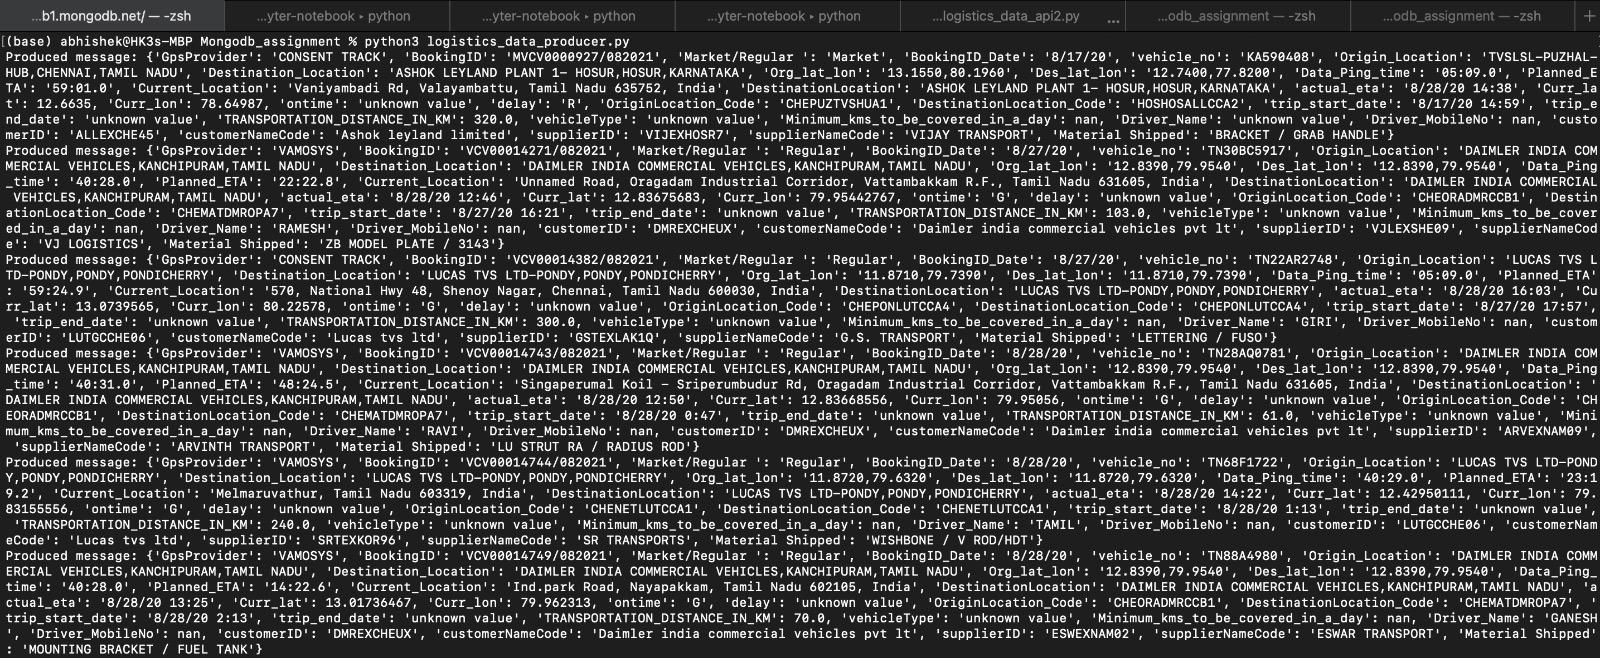 ...b1.mongodb.net/ — -zsh
...yter-notebook ▸ python
...yter-notebook ▸ python
...yter-notebook ▸ python
...logistics_data_api2.py ...
...odb_assignment — -zsh
...odb_assignment — -zsh
+
[(base) abhishek@HK3s-MBP Mongodb_assignment % python3 logistics_data_producer.py
Produced message: {'GpsProvider': 'CONSENT TRACK', 'BookingID': 'MVCV0000927/082021', 'Market/Regular ': 'Market', 'BookingID_Date': '8/17/20', 'vehicle_no': 'KA590408', 'Origin_Location': 'TVSLSL-PUZHAL-
HUB,CHENNAI,TAMIL NADU', 'Destination_Location': 'ASHOK LEYLAND PLANT 1- HOSUR,HOSUR,KARNATAKA', 'Org_lat_lon': '13.1550,80.1960', 'Des_lat_lon': '12.7400,77.8200', 'Data_Ping_time': '05:09.0', 'Planned_E
TA': '59:01.0', 'Current_Location': 'Vaniyambadi Rd, Valayambattu, Tamil Nadu 635752, India', 'DestinationLocation': 'ASHOK LEYLAND PLANT 1- HOSUR,HOSUR,KARNATAKA', 'actual_eta': '8/28/20 14:38', 'Curr_la
t': 12.6635, 'Curr_lon': 78.64987, 'ontime': 'unknown value', 'delay': 'R', 'OriginLocation_Code': 'CHEPUZTVSHUA1', 'DestinationLocation_Code': 'HOSHOSALLCCA2', 'trip_start_date': '8/17/20 14:59', 'trip_e
nd_date': 'unknown value', 'TRANSPORTATION_DISTANCE_IN_KM': 320.0, 'vehicleType': 'unknown value', 'Minimum_kms_to_be_covered_in_a_day': nan, 'Driver_Name': 'unknown value', 'Driver_MobileNo': nan, 'custo
merID': 'ALLEXCHE45', 'customerNameCode': 'Ashok leyland limited', 'supplierID': 'VIJEXHOSR7', 'supplierNameCode': 'VIJAY TRANSPORT', 'Material Shipped': 'BRACKET / GRAB HANDLE'}
Produced message: {'GpsProvider': 'VAMOSYS', 'BookingID': 'VCV00014271/082021', 'Market/Regular ': 'Regular', 'BookingID_Date': '8/27/20', 'vehicle_no': 'TN30BC5917', 'Origin_Location': 'DAIMLER INDIA COM
MERCIAL VEHICLES,KANCHIPURAM,TAMIL NADU', 'Destination_Location': 'DAIMLER INDIA COMMERCIAL VEHICLES,KANCHIPURAM,TAMIL NADU', 'Org_lat_lon': '12.8390,79.9540', 'Des_lat_lon': '12.8390,79.9540', 'Data_Ping
_time': '40:28.0', 'Planned_ETA': '22:22.8', 'Current_Location': 'Unnamed Road, Oragadam Industrial Corridor, Vattambakkam R.F., Tamil Nadu 631605, India', 'DestinationLocation': 'DAIMLER INDIA COMMERCIAL
 VEHICLES,KANCHIPURAM,TAMIL NADU', 'actual_eta': '8/28/20 12:46', 'Curr_lat': 12.83675683, 'Curr_lon': 79.95442767, 'ontime': 'G', 'delay': 'unknown value', 'OriginLocation_Code': 'CHEORADMRCCB1', 'Destin
ationLocation_Code': 'CHEMATDMROPA7', 'trip_start_date': '8/27/20 16:21', 'trip_end_date': 'unknown value', 'TRANSPORTATION_DISTANCE_IN_KM': 103.0, 'vehicleType': 'unknown value', 'Minimum_kms_to_be_cover
ed_in_a_day': nan, 'Driver_Name': 'RAMESH', 'Driver_MobileNo': nan, 'customerID': 'DMREXCHEUX', 'customerNameCode': 'Daimler india commercial vehicles pvt lt', 'supplierID': 'VJLEXSHE09', 'supplierNameCod
e': 'VJ LOGISTICS', 'Material Shipped': 'ZB MODEL PLATE / 3143'}
Produced message: {'GpsProvider': 'CONSENT TRACK', 'BookingID': 'VCV00014382/082021', 'Market/Regular ': 'Regular', 'BookingID_Date': '8/27/20', 'vehicle_no': 'TN22AR2748', 'Origin_Location': 'LUCAS TVS L
TD-PONDY,PONDY,PONDICHERRY', 'Destination_Location': 'LUCAS TVS LTD-PONDY,PONDY,PONDICHERRY', 'Org_lat_lon': '11.8710,79.7390', 'Des_lat_lon': '11.8710,79.7390', 'Data_Ping_time': '05:09.0', 'Planned_ETA'
: '59:24.9', 'Current_Location': '570, National Hwy 48, Shenoy Nagar, Chennai, Tamil Nadu 600030, India', 'DestinationLocation': 'LUCAS TVS LTD-PONDY,PONDY,PONDICHERRY', 'actual_eta': '8/28/20 16:03', 'Cu
rr_lat': 13.0739565, 'Curr_lon': 80.22578, 'ontime': 'G', 'delay': 'unknown value', 'OriginLocation_Code': 'CHEPONLUTCCA4', 'DestinationLocation_Code': 'CHEPONLUTCCA4', 'trip_start_date': '8/27/20 17:57',
 'trip_end_date': 'unknown value', 'TRANSPORTATION_DISTANCE_IN_KM': 300.0, 'vehicleType': 'unknown value', 'Minimum_kms_to_be_covered_in_a_day': nan, 'Driver_Name': 'GIRI', 'Driver_MobileNo': nan, 'custom
erID': 'LUTGCCHE06', 'customerNameCode': 'Lucas tvs ltd', 'supplierID': 'GSTEXLAK1Q', 'supplierNameCode': 'G.S. TRANSPORT', 'Material Shipped': 'LETTERING / FUSO'}
Produced message: {'GpsProvider': 'VAMOSYS', 'BookingID': 'VCV00014743/082021', 'Market/Regular ': 'Regular', 'BookingID_Date': '8/28/20', 'vehicle_no': 'TN28AQ0781', 'Origin_Location': 'DAIMLER INDIA COM
MERCIAL VEHICLES,KANCHIPURAM,TAMIL NADU', 'Destination_Location': 'DAIMLER INDIA COMMERCIAL VEHICLES,KANCHIPURAM,TAMIL NADU', 'Org_lat_lon': '12.8390,79.9540', 'Des_lat_lon': '12.8390,79.9540', 'Data_Ping
_time': '40:31.0', 'Planned_ETA': '48:24.5', 'Current_Location': 'Singaperumal Koil - Sriperumbudur Rd, Oragadam Industrial Corridor, Vattambakkam R.F., Tamil Nadu 631605, India', 'DestinationLocation': '
DAIMLER INDIA COMMERCIAL VEHICLES,KANCHIPURAM,TAMIL NADU', 'actual_eta': '8/28/20 12:50', 'Curr_lat': 12.83668556, 'Curr_lon': 79.95056, 'ontime': 'G', 'delay': 'unknown value', 'OriginLocation_Code': 'CH
EORADMRCCB1', 'DestinationLocation_Code': 'CHEMATDMROPA7', 'trip_start_date': '8/28/20 0:47', 'trip_end_date': 'unknown value', 'TRANSPORTATION_DISTANCE_IN_KM': 61.0, 'vehicleType': 'unknown value', 'Mini
mum_kms_to_be_covered_in_a_day': nan, 'Driver_Name': 'RAVI', 'Driver_MobileNo': nan, 'customerID': 'DMREXCHEUX', 'customerNameCode': 'Daimler india commercial vehicles pvt lt', 'supplierID': 'ARVEXNAM09',
 'supplierNameCode': 'ARVINTH TRANSPORT', 'Material Shipped': 'LU STRUT RA / RADIUS ROD'}
Produced message: {'GpsProvider': 'VAMOSYS', 'BookingID': 'VCV00014744/082021', 'Market/Regular ': 'Regular', 'BookingID_Date': '8/28/20', 'vehicle_no': 'TN68F1722', 'Origin_Location': 'LUCAS TVS LTD-POND
Y,PONDY,PONDICHERRY', 'Destination_Location': 'LUCAS TVS LTD-PONDY,PONDY,PONDICHERRY', 'Org_lat_lon': '11.8720,79.6320', 'Des_lat_lon': '11.8720,79.6320', 'Data_Ping_time': '40:29.0', 'Planned_ETA': '23:1
9.2', 'Current_Location': 'Melmaruvathur, Tamil Nadu 603319, India', 'DestinationLocation': 'LUCAS TVS LTD-PONDY,PONDY,PONDICHERRY', 'actual_eta': '8/28/20 14:22', 'Curr_lat': 12.42950111, 'Curr_lon': 79.
83155556, 'ontime': 'G', 'delay': 'unknown value', 'OriginLocation_Code': 'CHENETLUTCCA1', 'DestinationLocation_Code': 'CHENETLUTCCA1', 'trip_start_date': '8/28/20 1:13', 'trip_end_date': 'unknown value',
 'TRANSPORTATION_DISTANCE_IN_KM': 240.0, 'vehicleType': 'unknown value', 'Minimum_kms_to_be_covered_in_a_day': nan, 'Driver_Name': 'TAMIL', 'Driver_MobileNo': nan, 'customerID': 'LUTGCCHE06', 'customerNam
eCode': 'Lucas tvs ltd', 'supplierID': 'SRTEXKOR96', 'supplierNameCode': 'SR TRANSPORTS', 'Material Shipped': 'WISHBONE / V ROD/HDT'}
Produced message: {'GpsProvider': 'VAMOSYS', 'BookingID': 'VCV00014749/082021', 'Market/Regular ': 'Regular', 'BookingID_Date': '8/28/20', 'vehicle_no': 'TN88A4980', 'Origin_Location': 'DAIMLER INDIA COMM
ERCIAL VEHICLES,KANCHIPURAM,TAMIL NADU', 'Destination_Location': 'DAIMLER INDIA COMMERCIAL VEHICLES,KANCHIPURAM,TAMIL NADU', 'Org_lat_lon': '12.8390,79.9540', 'Des_lat_lon': '12.8390,79.9540', 'Data_Ping_
time': '40:28.0', 'Planned_ETA': '14:22.6', 'Current_Location': 'Ind.park Road, Nayapakkam, Tamil Nadu 602105, India', 'DestinationLocation': 'DAIMLER INDIA COMMERCIAL VEHICLES,KANCHIPURAM,TAMIL NADU', 'a
ctual_eta': '8/28/20 13:25', 'Curr_lat': 13.01736467, 'Curr_lon': 79.962313, 'ontime': 'G', 'delay': 'unknown value', 'OriginLocation_Code': 'CHEORADMRCCB1', 'DestinationLocation_Code': 'CHEMATDMROPA7', '
trip_start_date': '8/28/20 2:13', 'trip_end_date': 'unknown value', 'TRANSPORTATION_DISTANCE_IN_KM': 70.0, 'vehicleType': 'unknown value', 'Minimum_kms_to_be_covered_in_a_day': nan, 'Driver_Name': 'GANESH
', 'Driver_MobileNo': nan, 'customerID': 'DMREXCHEUX', 'customerNameCode': 'Daimler india commercial vehicles pvt lt', 'supplierID': 'ESWEXNAM02', 'supplierNameCode': 'ESWAR TRANSPORT', 'Material Shipped'
: 'MOUNTING BRACKET / FUEL TANK'}